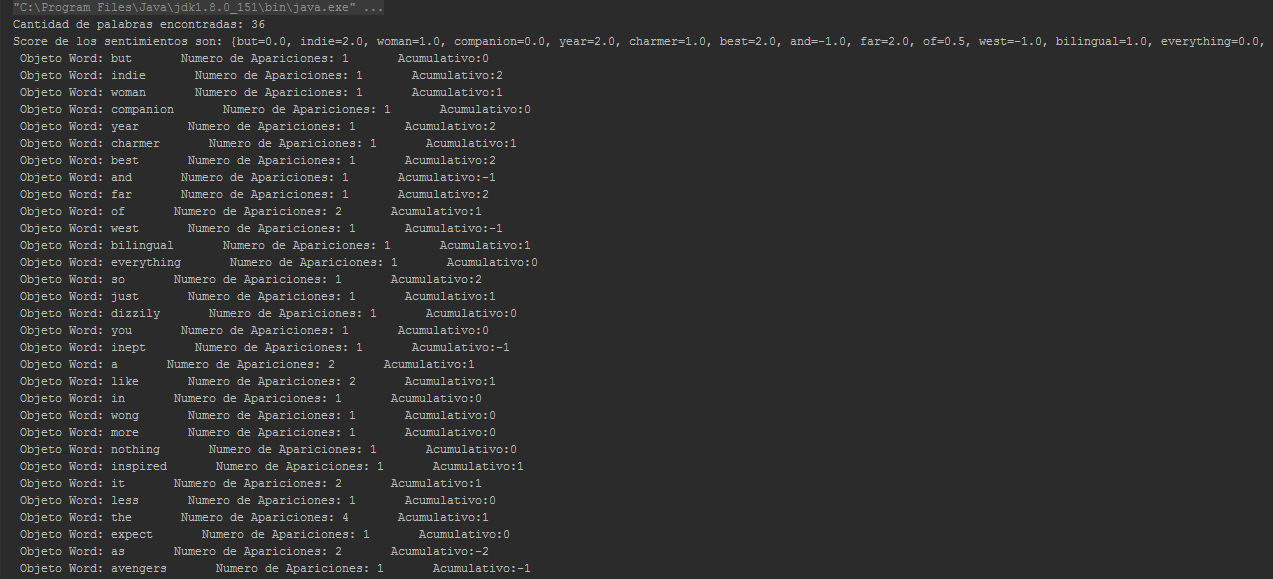 "C:\Program Files\Java\jdk1.8.0_151\bin\java.exe" ...
Cantidad de palabras encontradas: 36
Score de los sentimientos son: {but=0.0, indie=2.0, woman=1.0, companion=0.0, year=2.0, charmer=1.0, best=2.0, and=-1.0, far=2.0, of=0.5, west=-1.0, bilingual=1.0, everything=0.0,
Objeto Word: but Numero de Apariciones: 1 Acumulativo:0
Objeto Word: indie Numero de Apariciones: 1 Acumulativo:2
Objeto Word: woman Numero de Apariciones: 1 Acumulativo:1
Objeto Word: companion Numero de Apariciones: 1 Acumulativo:0
Objeto Word: year Numero de Apariciones: 1 Acumulativo:2
Objeto Word: charmer Numero de Apariciones: 1 Acumulativo:1
Objeto Word: best Numero de Apariciones: 1 Acumulativo:2
Objeto Word: and Numero de Apariciones: 1 Acumulativo:-1
Objeto Word: far Numero de Apariciones: 1 Acumulativo:2
Objeto Word: of Numero de Apariciones: 2 Acumulativo:1
Objeto Word: west Numero de Apariciones: 1 Acumulativo:-1
Objeto Word: bilingual Numero de Apariciones: 1 Acumulativo:1
Objeto Word: everything Numero de Apariciones: 1 Acumulativo:0
Objeto Word: so Numero de Apariciones: 1 Acumulativo:2
Objeto Word: just Numero de Apariciones: 1 Acumulativo:1
Objeto Word: dizzily Numero de Apariciones: 1 Acumulativo:0
Objeto Word: you Numero de Apariciones: 1 Acumulativo:0
Objeto Word: inept Numero de Apariciones: 1 Acumulativo:-1
Objeto Word: a Numero de Apariciones: 2 Acumulativo:1
Objeto Word: like Numero de Apariciones: 2 Acumulativo:1
Objeto Word: in Numero de Apariciones: 1 Acumulativo:0
Objeto Word: wong Numero de Apariciones: 1 Acumulativo:0
Objeto Word: more Numero de Apariciones: 1 Acumulativo:0
Objeto Word: nothing Numero de Apariciones: 1 Acumulativo:0
Objeto Word: inspired Numero de Apariciones: 1 Acumulativo:1
Objeto Word: it Numero de Apariciones: 2 Acumulativo:1
Objeto Word: less Numero de Apariciones: 1 Acumulativo:0
Objeto Word: the Numero de Apariciones: 4 Acumulativo:1
Objeto Word: expect Numero de Apariciones: 1 Acumulativo:0
Objeto Word: as Numero de Apariciones: 2 Acumulativo:-2
Objeto Word: avengers Numero de Apariciones: 1 Acumulativo:-1